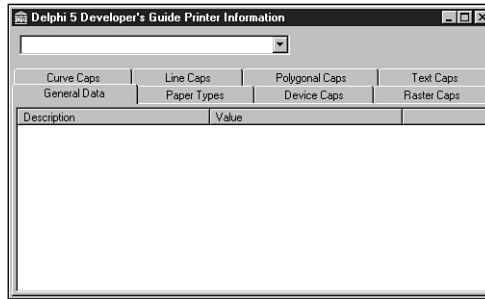 Delphi 5 Developer's Guide Printer Information
Curve Caps Line Caps Polygonal Caps Text Caps
General Data Paper Types Device Caps Raster Caps
Description Value